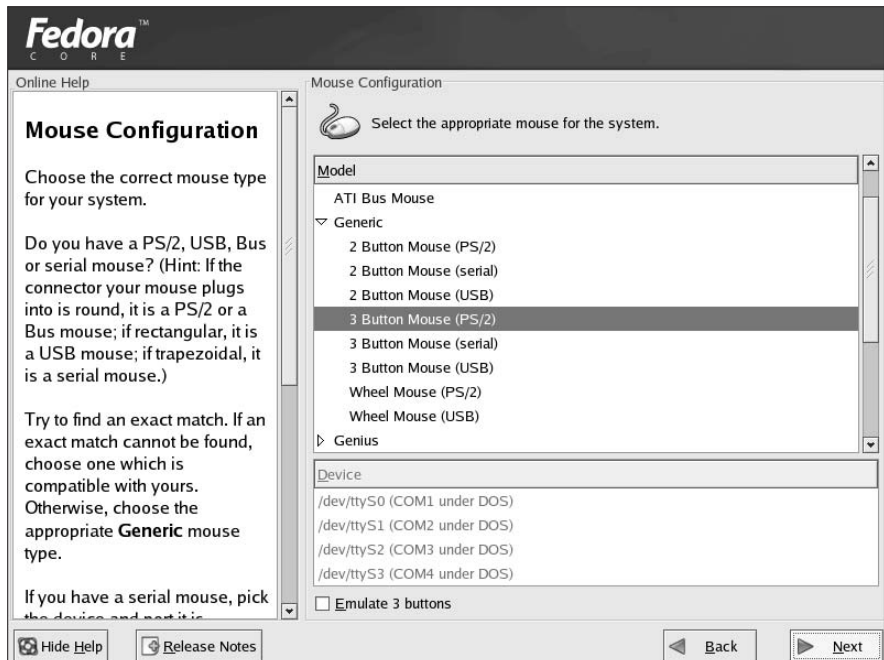 Fedora™
CORE
Online Help
Mouse Configuration
Choose the correct mouse type
for your system.
Do you have a PS/2, USB, Bus
or serial mouse? (Hint: If the
connector your mouse plugs
into is round, it is a PS/2 or a
Bus mouse; if rectangular, it is
a USB mouse; if trapezoidal, it
is a serial mouse.)
Try to find an exact match. If an
exact match cannot be found,
choose one which is
compatible with yours.
Otherwise, choose the
appropriate Generic mouse
type.
If you have a serial mouse, pick
the device and port it is
Mouse Configuration
Select the appropriate mouse for the system.
Model
ATI Bus Mouse
Generic
2 Button Mouse (PS/2)
2 Button Mouse (serial)
2 Button Mouse (USB)
3 Button Mouse (PS/2)
3 Button Mouse (serial)
3 Button Mouse (USB)
Wheel Mouse (PS/2)
Wheel Mouse (USB)
Genius
Device
/dev/ttyS0 (COM1 under DOS)
/dev/ttyS1 (COM2 under DOS)
/dev/ttyS2 (COM3 under DOS)
/dev/ttyS3 (COM4 under DOS)
Emulate 3 buttons
Hide Help
Release Notes
Back
Next